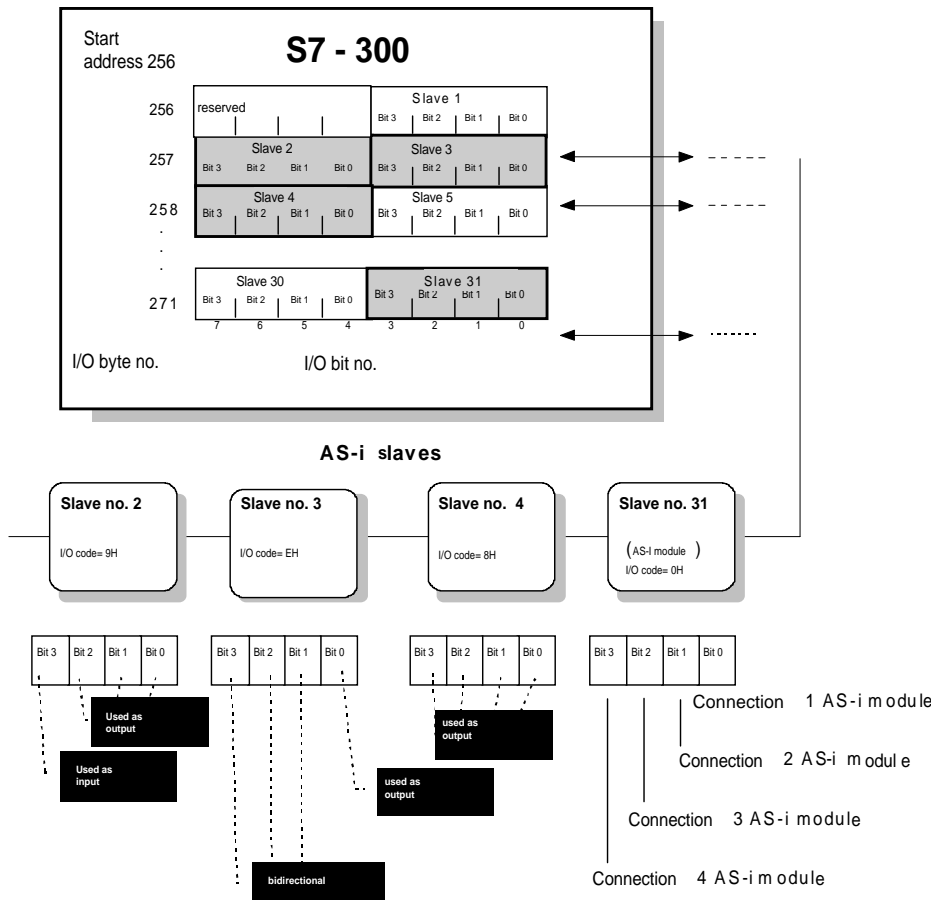 Start
address 256
S7 - 300
256 reserved Slave 1
Bit 3 Bit 2 Bit 1 Bit 0
257 Slave 2 Slave 3
Bit 3 Bit 2 Bit 1 Bit 0 Bit 3 Bit 2 Bit 1 Bit 0
258 Slave 4 Slave 5
Bit 3 Bit 2 Bit 1 Bit 0 Bit 3 Bit 2 Bit 1 Bit 0
.
.
.
271 Slave 30 Slave 31
Bit 3 Bit 2 Bit 1 Bit 0 Bit 3 Bit 2 Bit 1 Bit 0
7 6 5 4 3 2 1 0
I/O byte no. I/O bit no.
AS-i slaves
Slave no. 2 Slave no. 3 Slave no. 4 Slave no. 31
I/O code= 9H I/O code= EH I/O code= 8H (AS-I module )
I/O code= 0H
Bit 3 Bit 2 Bit 1 Bit 0 Bit 3 Bit 2 Bit 1 Bit 0 Bit 3 Bit 2 Bit 1 Bit 0 Bit 3 Bit 2 Bit 1 Bit 0
Connection 1 AS-i module
Used as
output
used as
output
Connection 2 AS-i module
Used as
input
used as
output
Connection 3 AS-i module
bidirectional
Connection 4 AS-i module